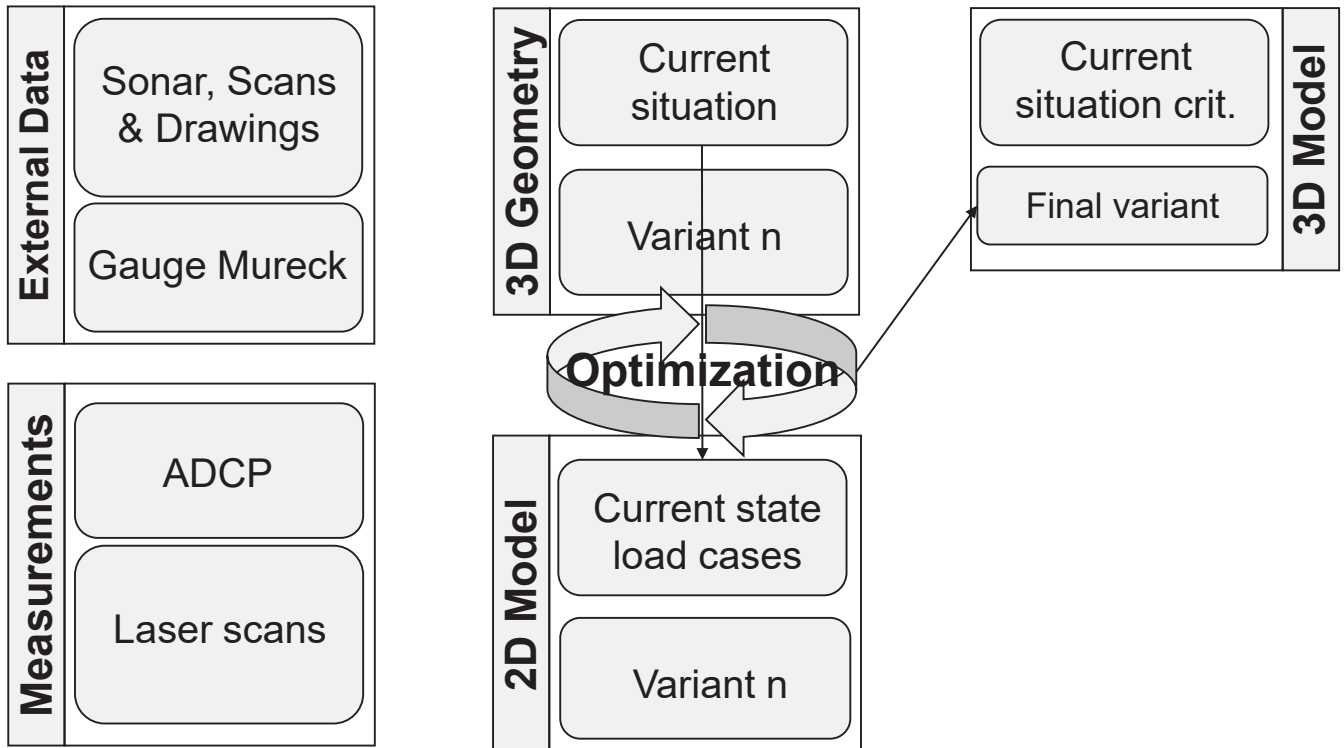 External Data
Sonar, Scans
& Drawings
Gauge Mureck
Measurements
ADCP
Laser scans
3D Geometry
Current
situation
Variant n
Optimization
2D Model
Current state
load cases
Variant n
Current
situation crit.
Final variant
3D Model